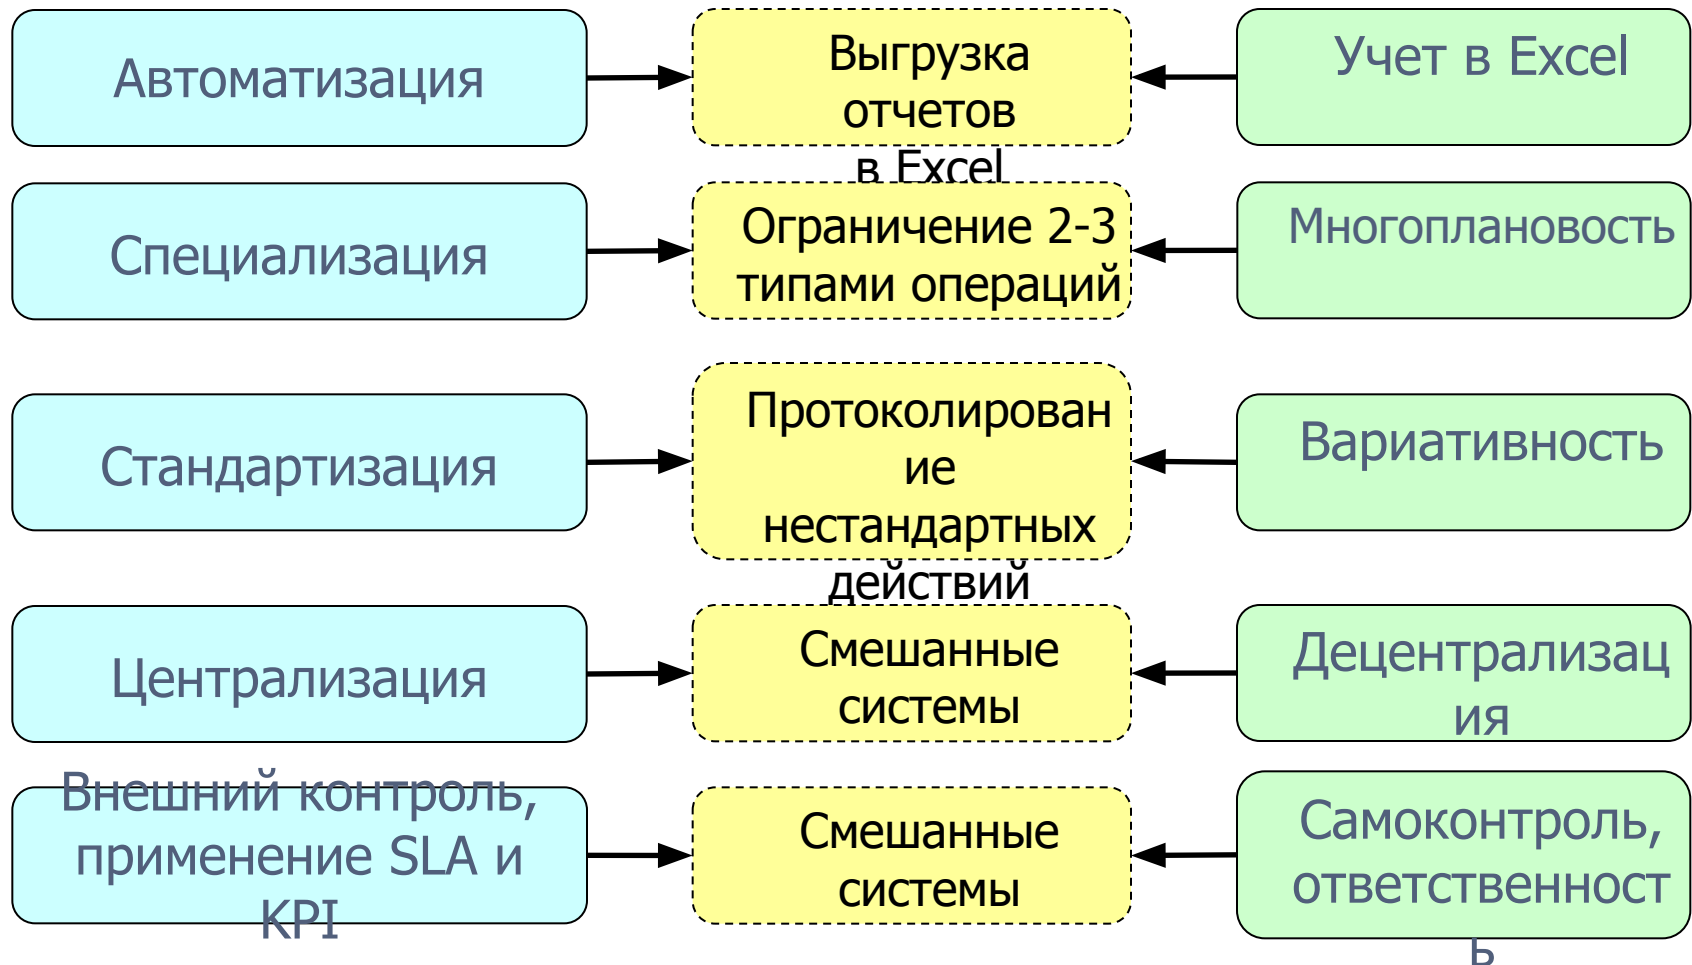 Автоматизация
Выгрузка
отчетов
в Excel
Учет в Excel
Специализация
Ограничение 2-3
типами операций
Многоплановость
Стандартизация
Протоколирован
ие
нестандартных
действий
Вариативность
Централизация
Смешанные
системы
Децентрализац
ия
Внешний контроль,
применение SLA и
KPI
Смешанные
системы
Самоконтроль,
ответственност
ь